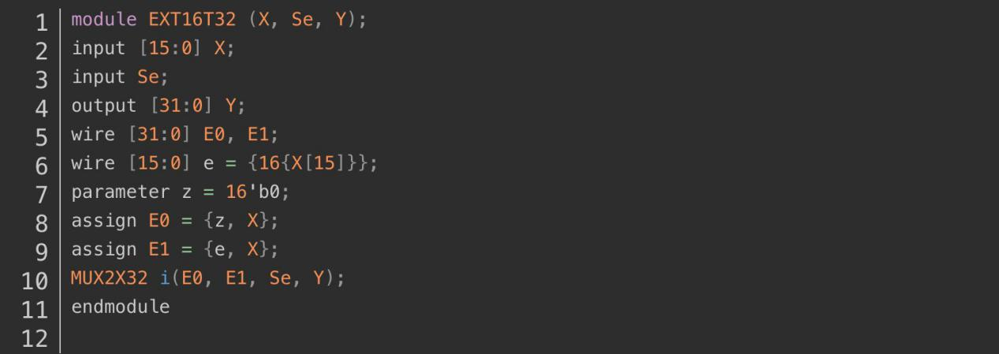 1 module EXT16T32 (X, Se, Y);
2 input [15:0] X;
3 input Se;
4 output [31:0] Y;
5 wire [31:0] E0, E1;
6 wire [15:0] e = {16{X[15]}};
7 parameter z = 16'b0;
8 assign E0 = {z, X};
9 assign E1 = {e, X};
10 MUX2X32 i(E0, E1, Se, Y);
11 endmodule
12